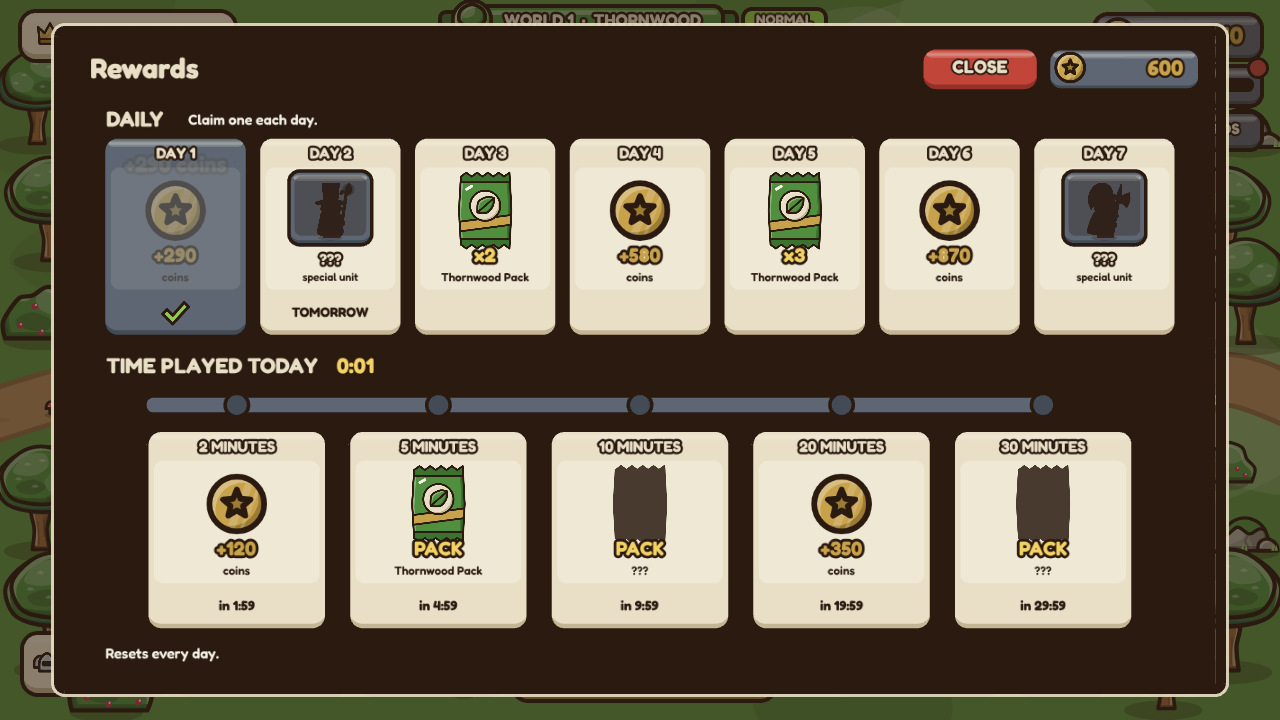 WORLD 1 · THORNWOOD
NORMAL
Rewards
CLOSE
600
DAILY
Claim one each day.
DAY 1
+290 coins
+290
coins
DAY 2
???
special unit
TOMORROW
DAY 3
x2
Thornwood Pack
DAY 4
+580
coins
DAY 5
x3
Thornwood Pack
DAY 6
+870
coins
DAY 7
???
special unit
TIME PLAYED TODAY
0:01
2 MINUTES
+120
coins
in 1:59
5 MINUTES
PACK
Thornwood Pack
in 4:59
10 MINUTES
PACK
???
in 9:59
20 MINUTES
+350
coins
in 19:59
30 MINUTES
PACK
???
in 29:59
Resets every day.